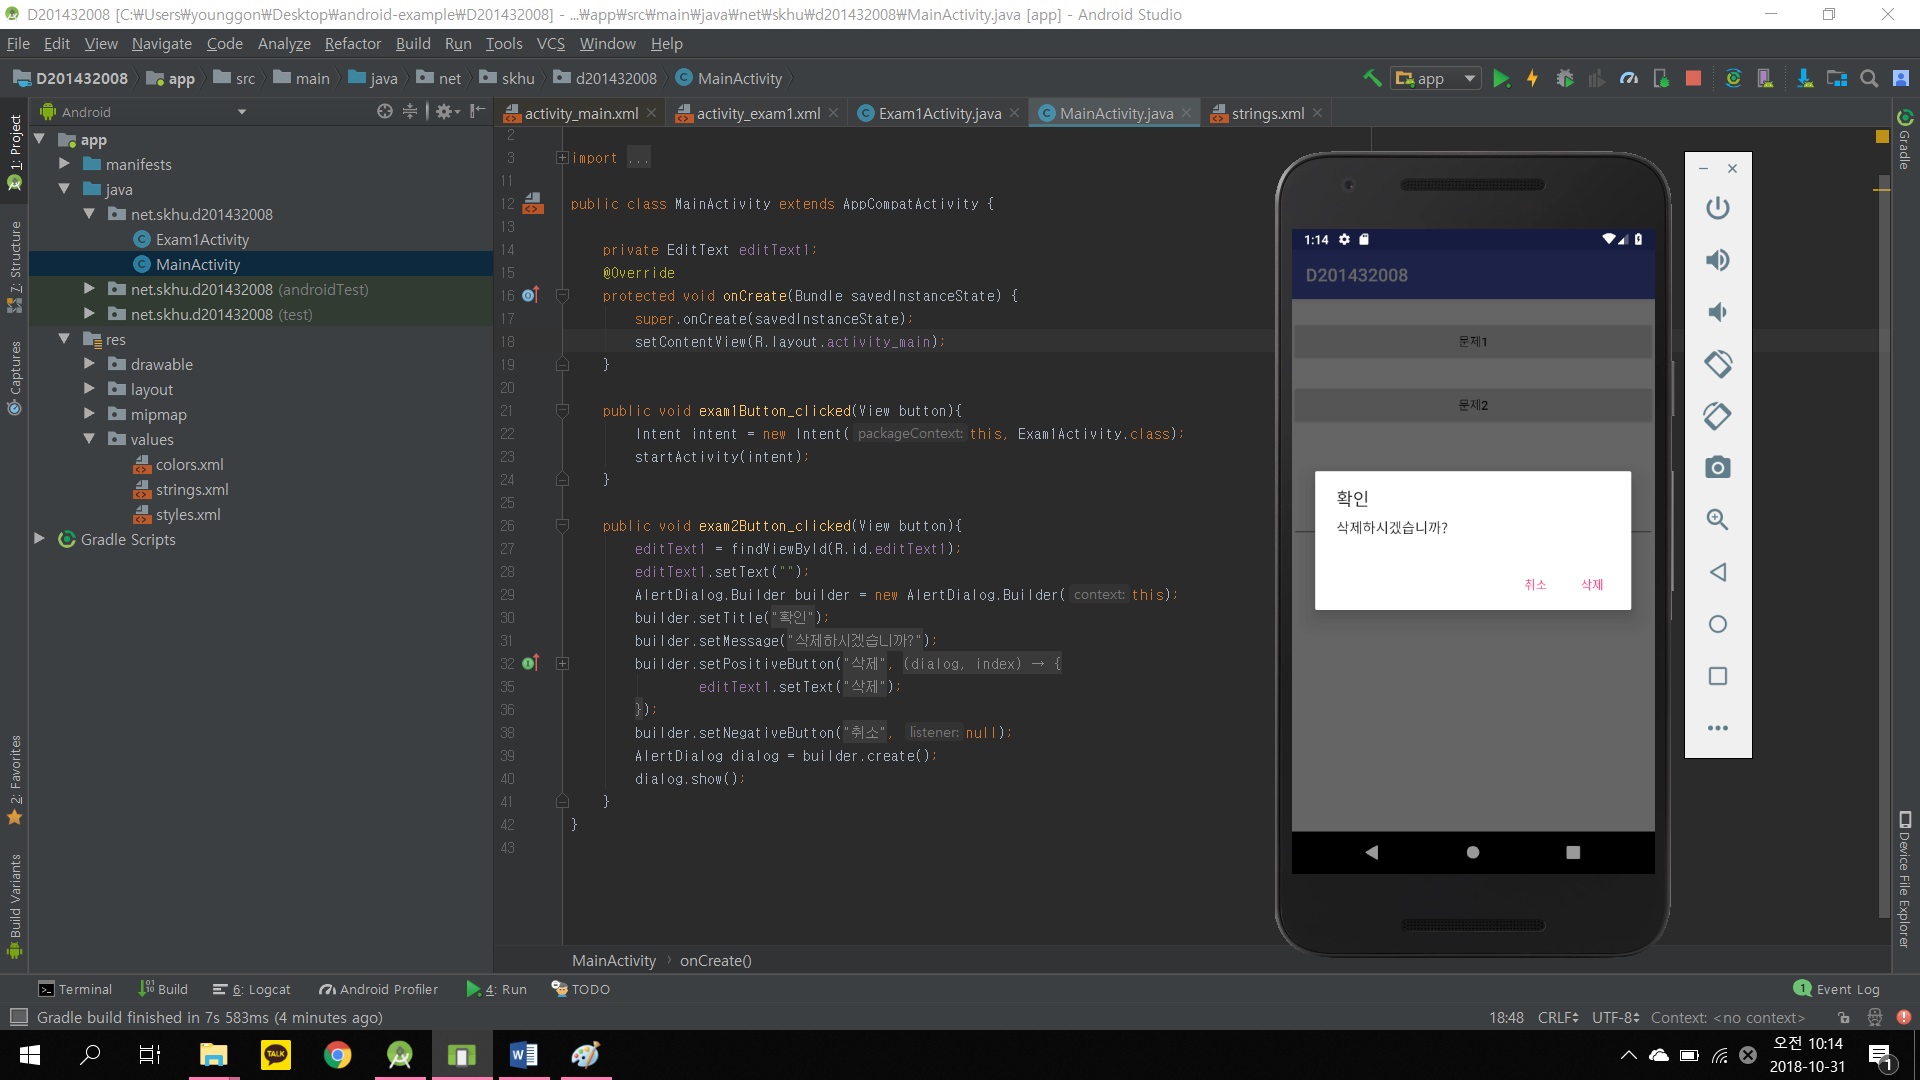 D201432008 [C:₩Users₩younggon₩Desktop₩android-example₩D201432008] - ...₩app₩src₩main₩java₩net₩skhu₩d201432008₩MainActivity.java [app] - Android Studio
File Edit View Navigate Code Analyze Refactor Build Run Tools VCS Window Help
D201432008 app src main java net skhu d201432008 MainActivity
app
Android
activity_main.xml activity_exam1.xml Exam1Activity.java MainActivity.java strings.xml
1: Project
7: Structure
Captures
2: Favorites
Build Variants
app
manifests
java
net.skhu.d201432008
Exam1Activity
MainActivity
net.skhu.d201432008 (androidTest)
net.skhu.d201432008 (test)
res
drawable
layout
mipmap
values
colors.xml
strings.xml
styles.xml
Gradle Scripts
2
3 import ...
11
12 public class MainActivity extends AppCompatActivity {
13
14 private EditText editText1;
15 @Override
16 protected void onCreate(Bundle savedInstanceState) {
17 super.onCreate(savedInstanceState);
18 setContentView(R.layout.activity_main);
19 }
20
21 public void exam1Button_clicked(View button){
22 Intent intent = new Intent( packageContext: this, Exam1Activity.class);
23 startActivity(intent);
24 }
25
26 public void exam2Button_clicked(View button){
27 editText1 = findViewById(R.id.editText1);
28 editText1.setText("");
29 AlertDialog.Builder builder = new AlertDialog.Builder( context: this);
30 builder.setTitle("확인");
31 builder.setMessage("삭제하시겠습니까?");
32 builder.setPositiveButton("삭제", (dialog, index) → {
35 editText1.setText("삭제");
36 });
38 builder.setNegativeButton("취소", listener: null);
39 AlertDialog dialog = builder.create();
40 dialog.show();
41 }
42 }
43
1:14
D201432008
문제1
문제2
확인
삭제하시겠습니까?
취소 삭제
Gradle
Device File Explorer
MainActivity › onCreate()
Terminal Build 6: Logcat Android Profiler 4: Run TODO
1 Event Log
Gradle build finished in 7s 583ms (4 minutes ago)
18:48 CRLF UTF-8 Context: <no context>
TALK
오전 10:14
2018-10-31
1